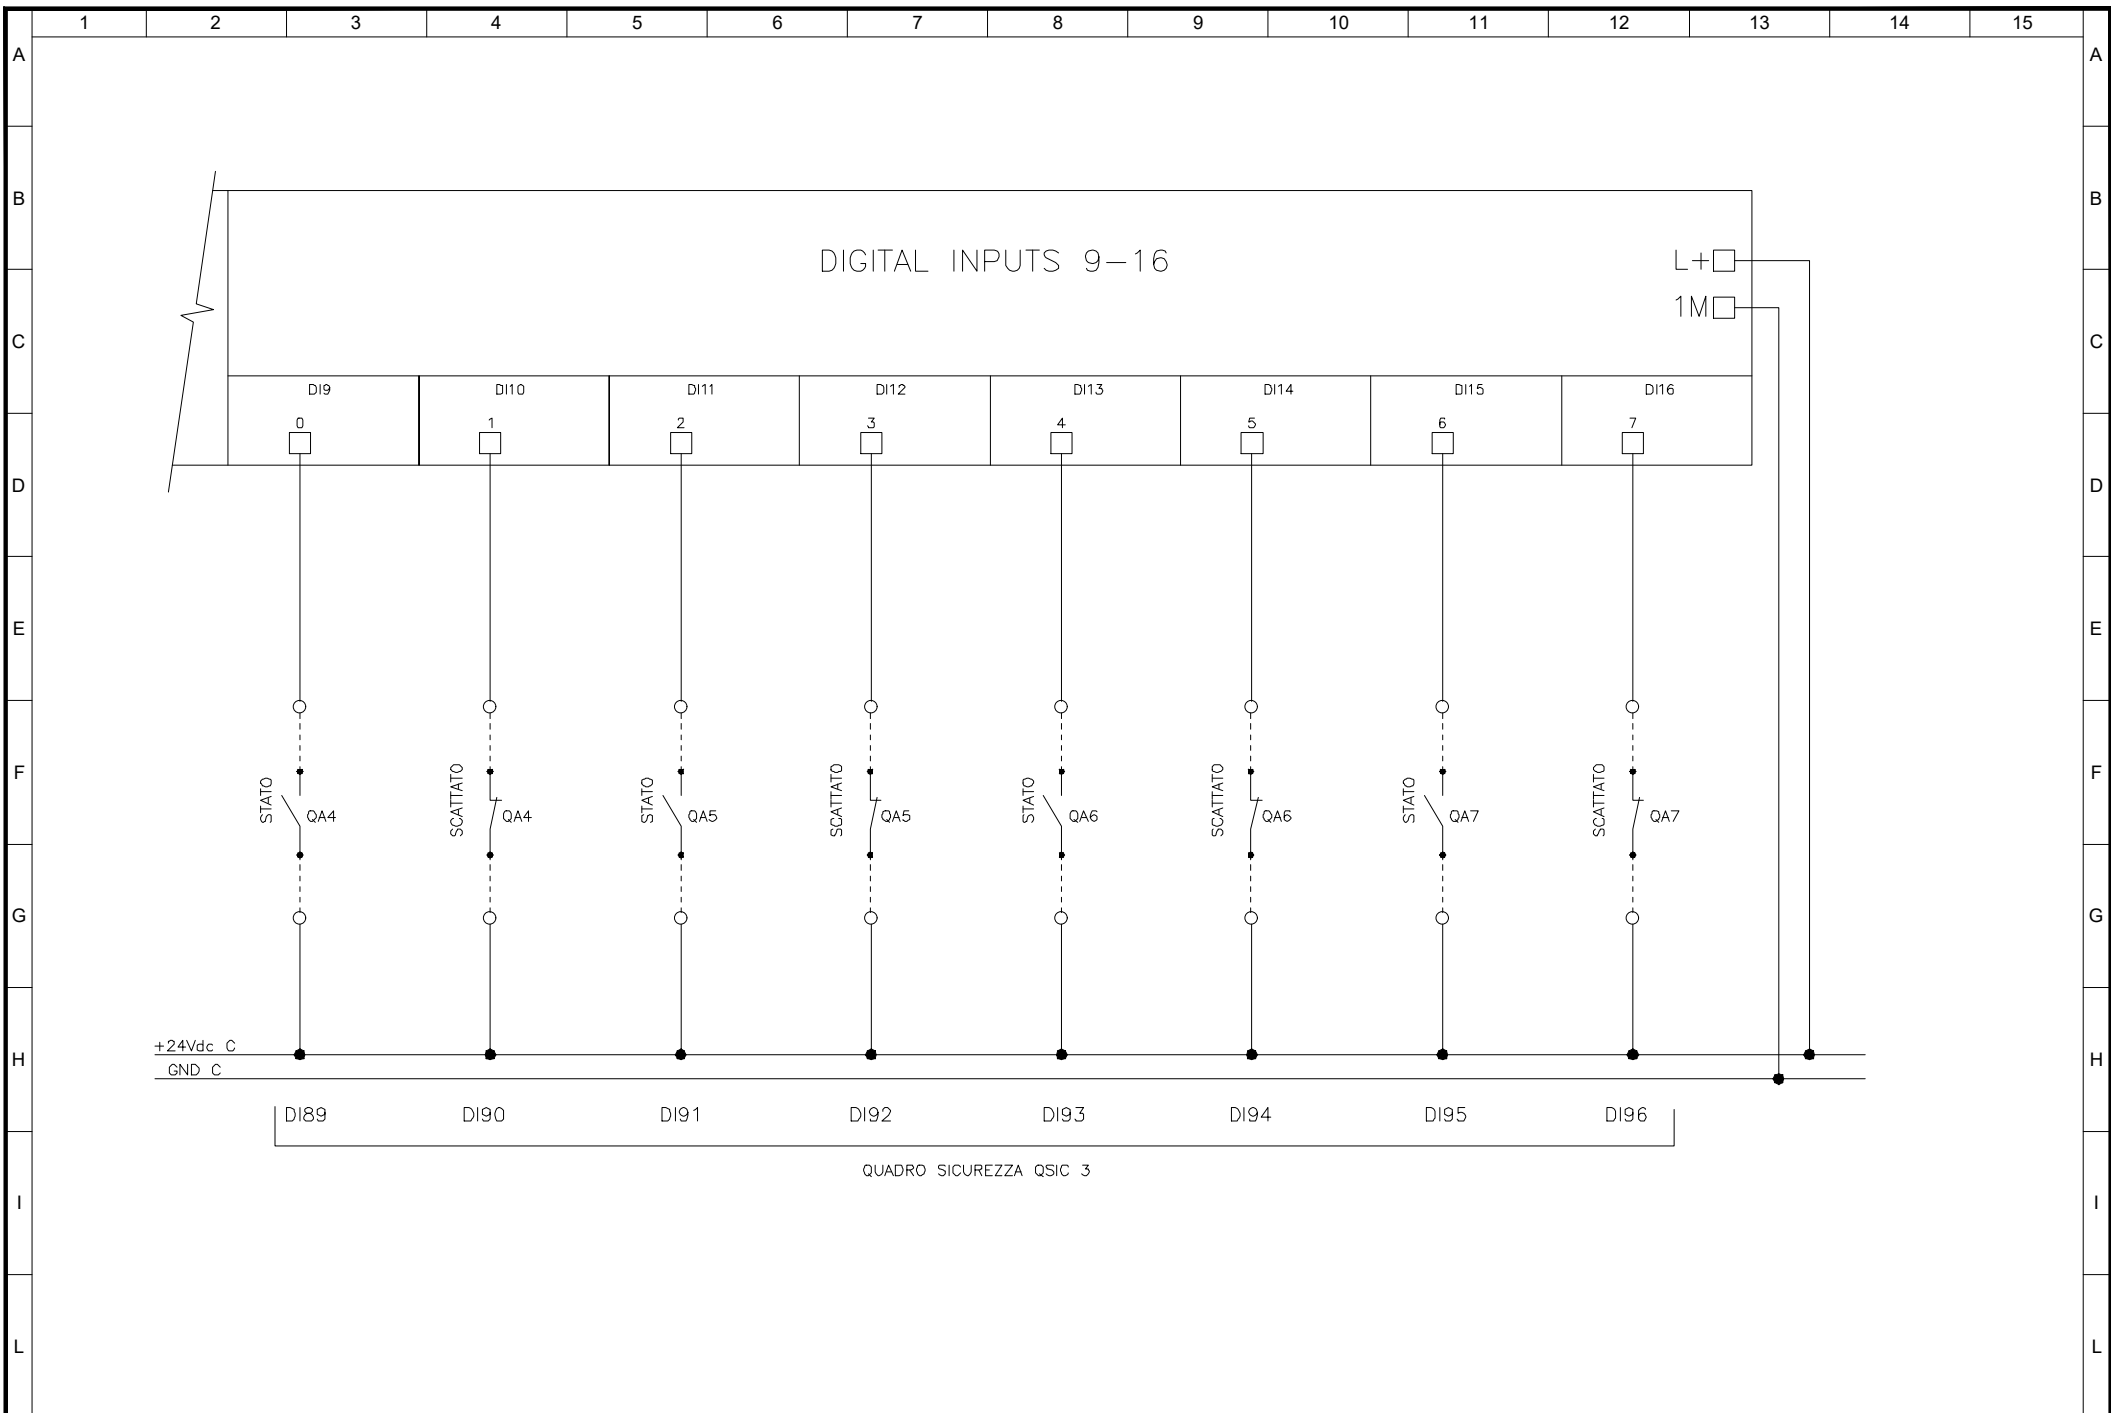 1 2 3 4 5 6 7 8 9 10 11 12 13 14 15
A A
B B
DIGITAL INPUTS 9-16
L+
1M
C C
DI9 DI10 DI11 DI12 DI13 DI14 DI15 DI16
0 1 2 3 4 5 6 7
D D
E E
F F
STATO QA4 SCATTATO QA4 STATO QA5 SCATTATO QA5 STATO QA6 SCATTATO QA6 STATO QA7 SCATTATO QA7
G G
+24Vdc C
H H
GND C
DI89 DI90 DI91 DI92 DI93 DI94 DI95 DI96
QUADRO SICUREZZA QSIC 3
I I
L L